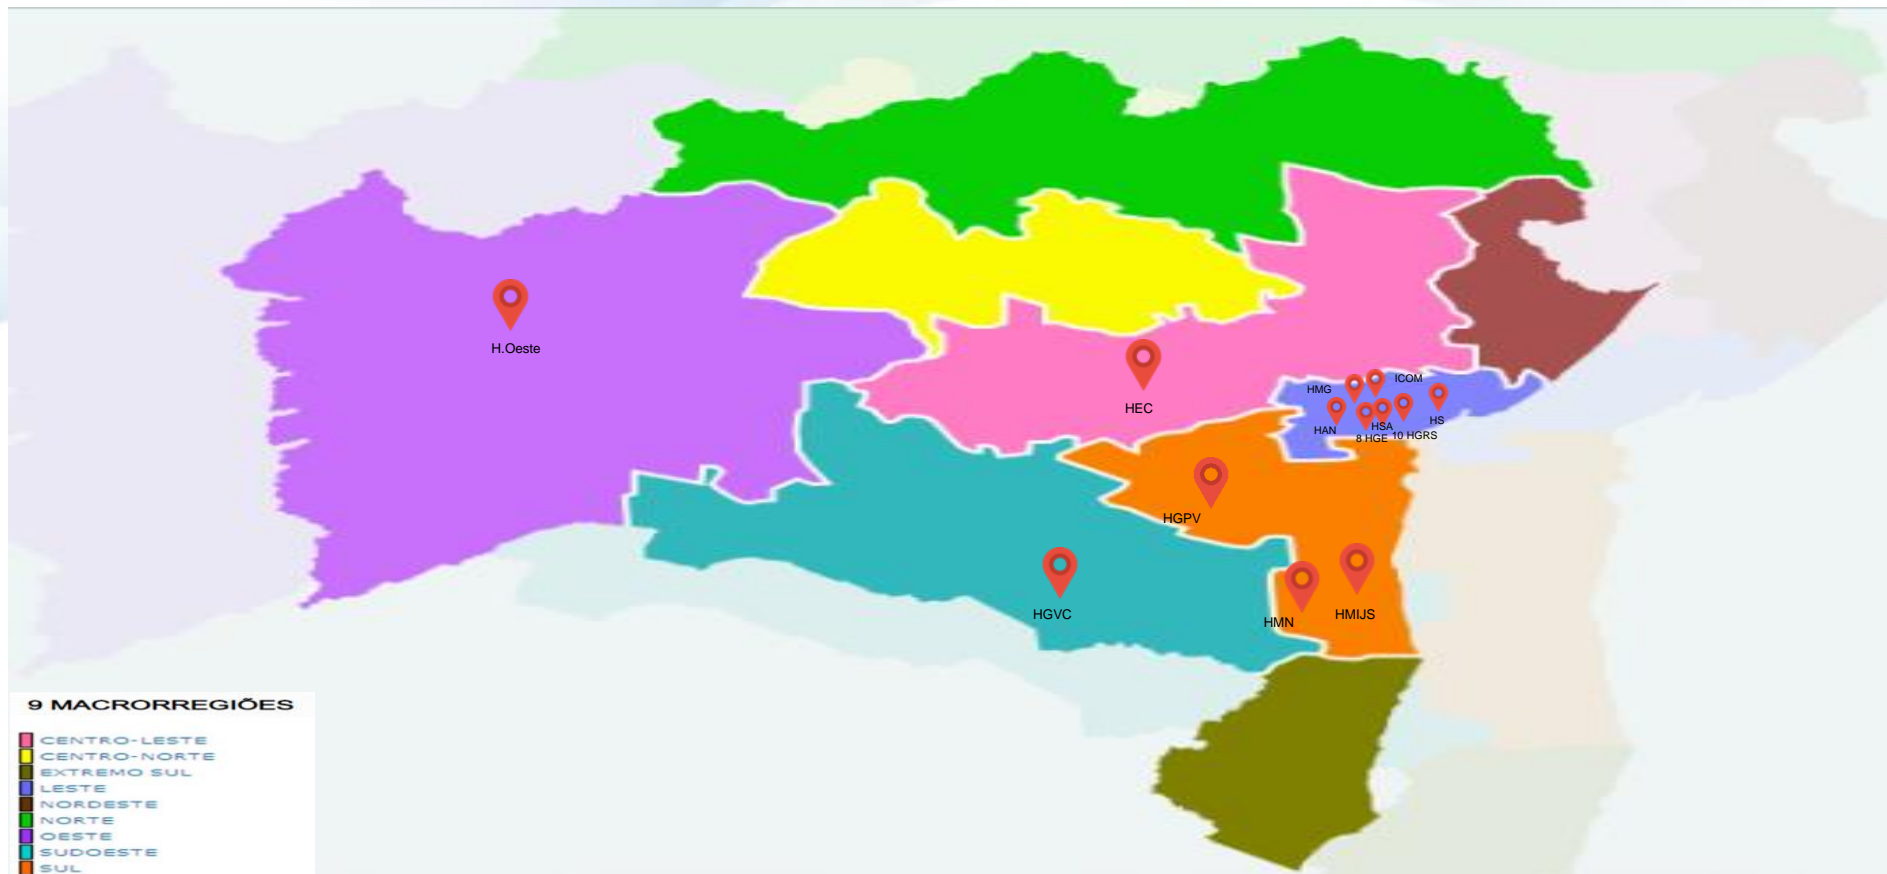 H.Oeste
HEC
HMG
ICOM
HAN
HSA
HS
8 HGE
10 HGRS
HGPV
HGVC
HMN
HMIJS
9 MACRORREGIÕES
CENTRO-LESTE
CENTRO-NORTE
EXTREMO SUL
LESTE
NORDESTE
NORTE
OESTE
SUDOESTE
SUL